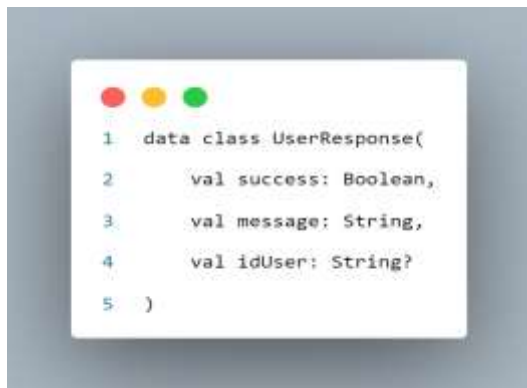 1 data class UserResponse(
2 val success: Boolean,
3 val message: String,
4 val idUser: String?
5 )